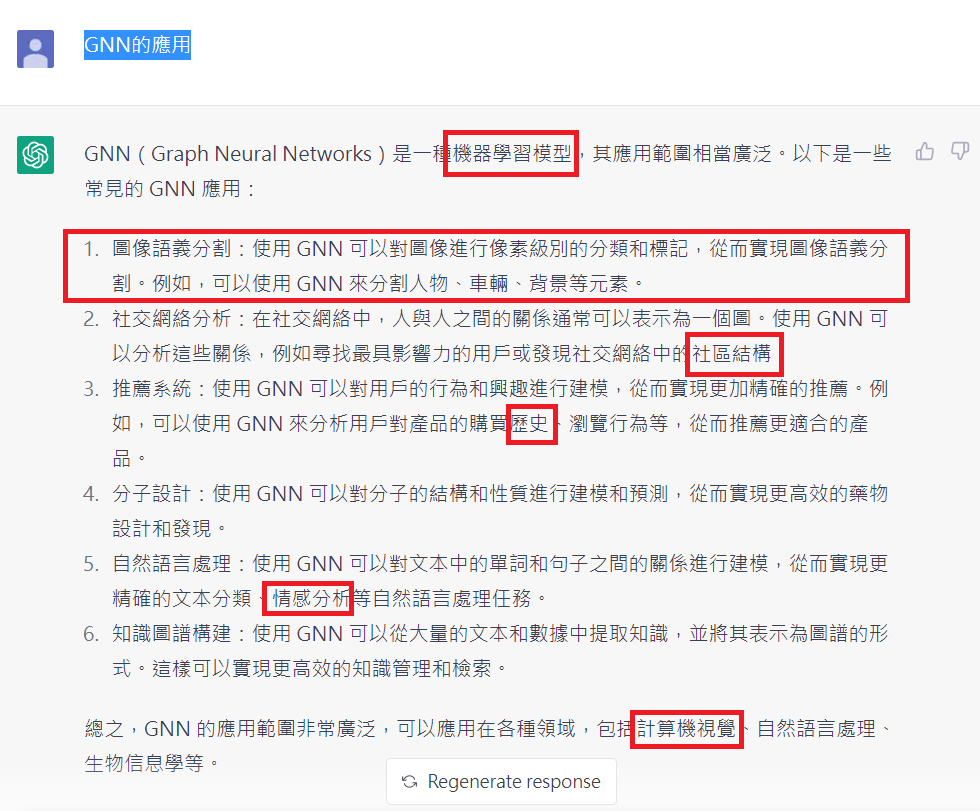 GNN的應用
GNN（Graph Neural Networks）是一種機器學習模型，其應用範圍相當廣泛。以下是一些
常見的 GNN 應用：
1. 圖像語義分割：使用 GNN 可以對圖像進行像素級別的分類和標記，從而實現圖像語義分
割。例如，可以使用 GNN 來分割人物、車輛、背景等元素。
2. 社交網絡分析：在社交網絡中，人與人之間的關係通常可以表示為一個圖。使用 GNN 可
以分析這些關係，例如尋找最具影響力的用戶或發現社交網絡中的社區結構
3. 推薦系統：使用 GNN 可以對用戶的行為和興趣進行建模，從而實現更加精確的推薦。例
如，可以使用 GNN 來分析用戶對產品的購買歷史、瀏覽行為等，從而推薦更適合的產
品。
4. 分子設計：使用 GNN 可以對分子的結構和性質進行建模和預測，從而實現更高效的藥物
設計和發現。
5. 自然語言處理：使用 GNN 可以對文本中的單詞和句子之間的關係進行建模，從而實現更
精確的文本分類、情感分析等自然語言處理任務。
6. 知識圖譜構建：使用 GNN 可以從大量的文本和數據中提取知識，並將其表示為圖譜的形
式。這樣可以實現更高效的知識管理和檢索。
總之，GNN 的應用範圍非常廣泛，可以應用在各種領域，包括計算機視覺、自然語言處理、
生物信息學等。
Regenerate response